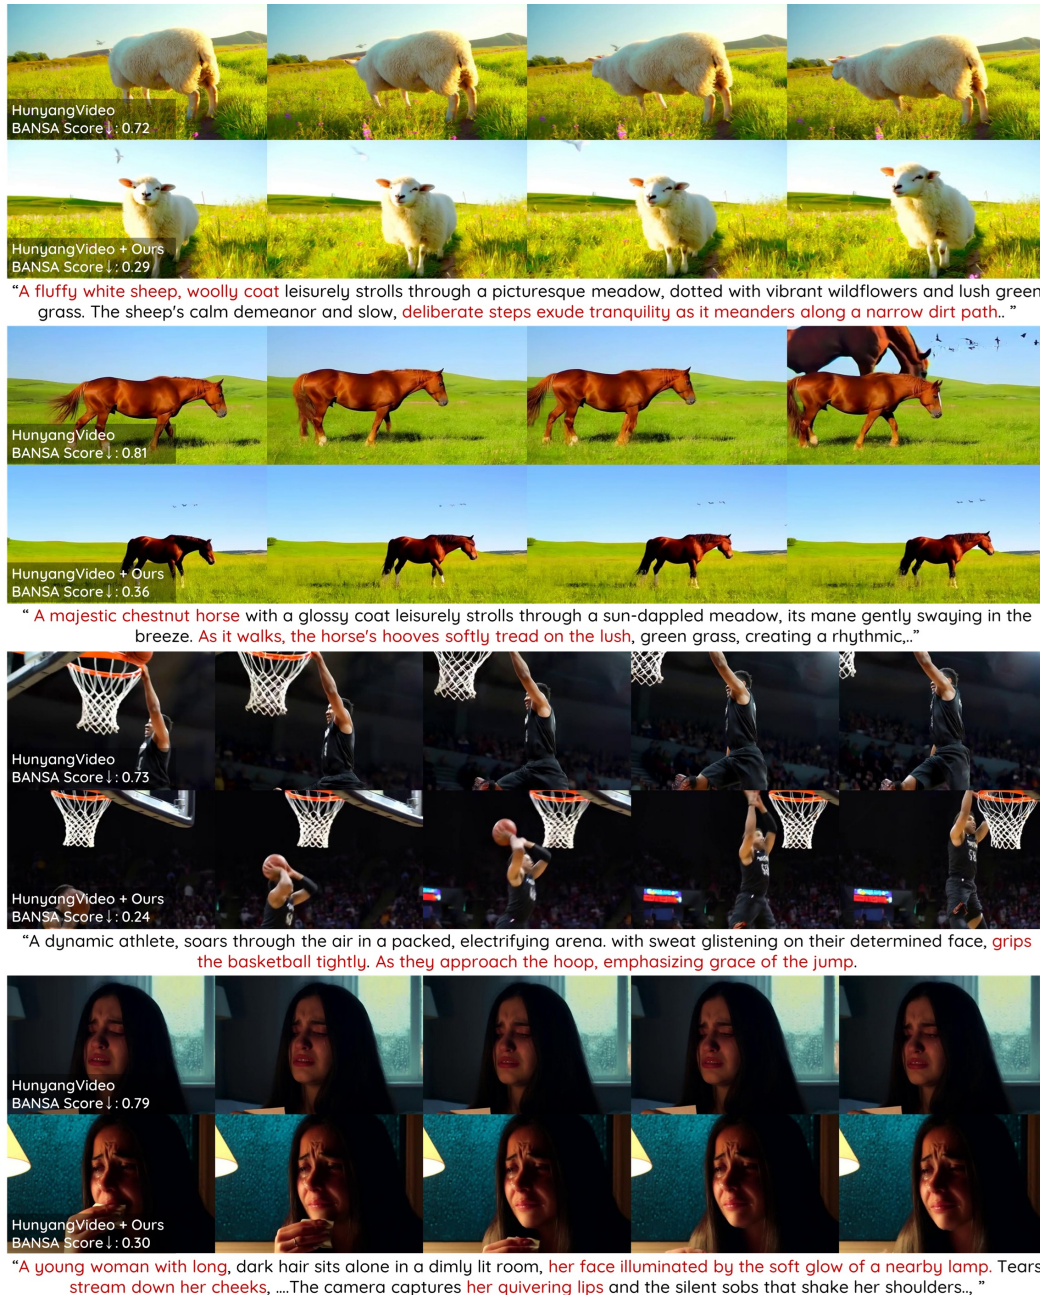 HunyangVideo
BANSA Score↓: 0.72
HunyangVideo + Ours
BANSA Score↓: 0.29
“A fluffy white sheep, woolly coat leisurely strolls through a picturesque meadow, dotted with vibrant wildflowers and lush green
grass. The sheep's calm demeanor and slow, deliberate steps exude tranquility as it meanders along a narrow dirt path.. ”
HunyangVideo
BANSA Score↓: 0.81
HunyangVideo + Ours
BANSA Score↓: 0.36
“ A majestic chestnut horse with a glossy coat leisurely strolls through a sun-dappled meadow, its mane gently swaying in the
breeze. As it walks, the horse's hooves softly tread on the lush, green grass, creating a rhythmic,..”
HunyangVideo
BANSA Score↓: 0.73
HunyangVideo + Ours
BANSA Score↓: 0.24
“A dynamic athlete, soars through the air in a packed, electrifying arena. with sweat glistening on their determined face, grips
the basketball tightly. As they approach the hoop, emphasizing grace of the jump.
HunyangVideo
BANSA Score↓: 0.79
HunyangVideo + Ours
BANSA Score↓: 0.30
“A young woman with long, dark hair sits alone in a dimly lit room, her face illuminated by the soft glow of a nearby lamp. Tears
stream down her cheeks, ....The camera captures her quivering lips and the silent sobs that shake her shoulders.., ”